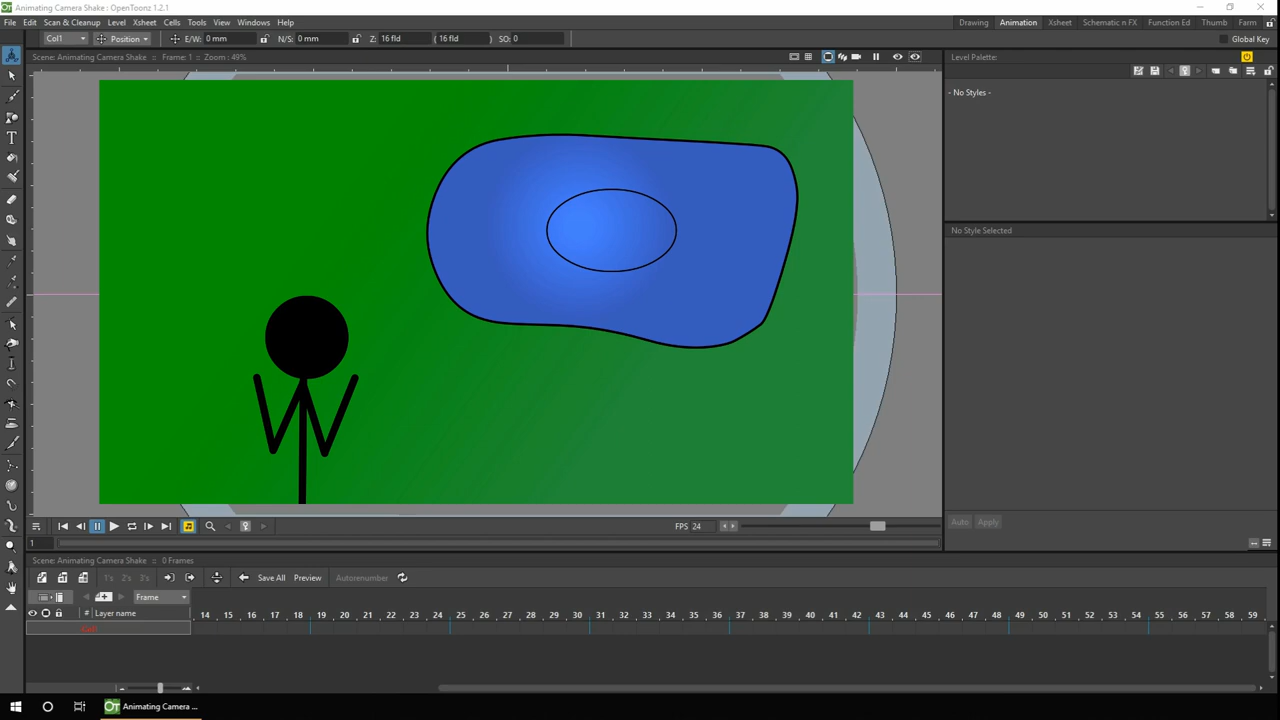 Animating Camera Shake : OpenToonz 1.2.1
File Edit Scan & Cleanup Level Xsheet Cells Tools View Windows Help
Drawing Animation Xsheet Schematic n FX Function Ed Thumb Farm
Col1 Position E/W: 0 mm N/S: 0 mm Z: 16 fld ( 16 fld ) SO: 0 Global Key
Scene: Animating Camera Shake :: Frame: 1 :: Zoom : 49%
Level Palette:
- No Styles -
No Style Selected
Auto Apply
FPS 24
1
Scene: Animating Camera Shake :: 0 Frames
1's 2's 3's Save All Preview Autorenumber
Frame
# Layer name 14 15 16 17 18 19 20 21 22 23 24 25 26 27 28 29 30 31 32 33 34 35 36 37 38 39 40 41 42 43 44 45 46 47 48 49 50 51 52 53 54 55 56 57 58 59
Animating Camera ...